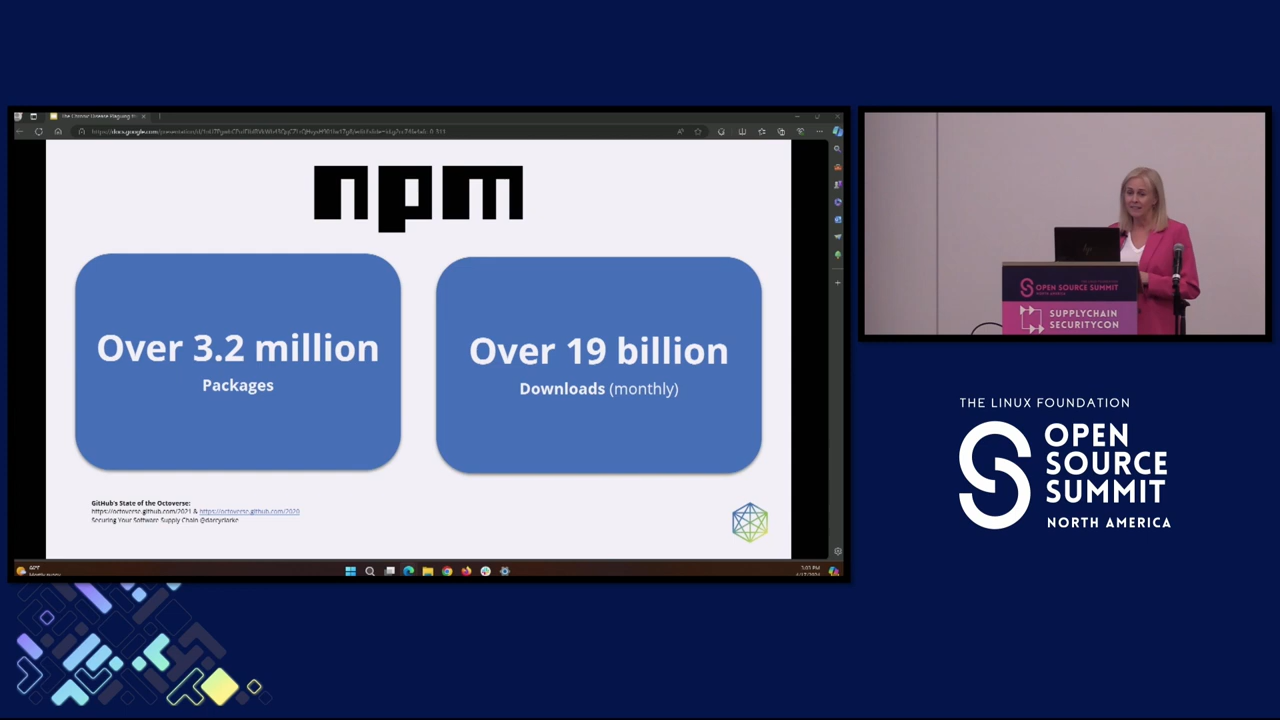 npm
Over 3.2 million
Packages
Over 19 billion
Downloads (monthly)
GitHub's State of the Octoverse:
https://octoverse.github.com/2021 & https://octoverse.github.com/2020
Securing Your Software Supply Chain @darcyclarke
OPEN SOURCE SUMMIT
SUPPLYCHAIN
SECURITYCON
THE LINUX FOUNDATION
OPEN
SOURCE
SUMMIT
NORTH AMERICA